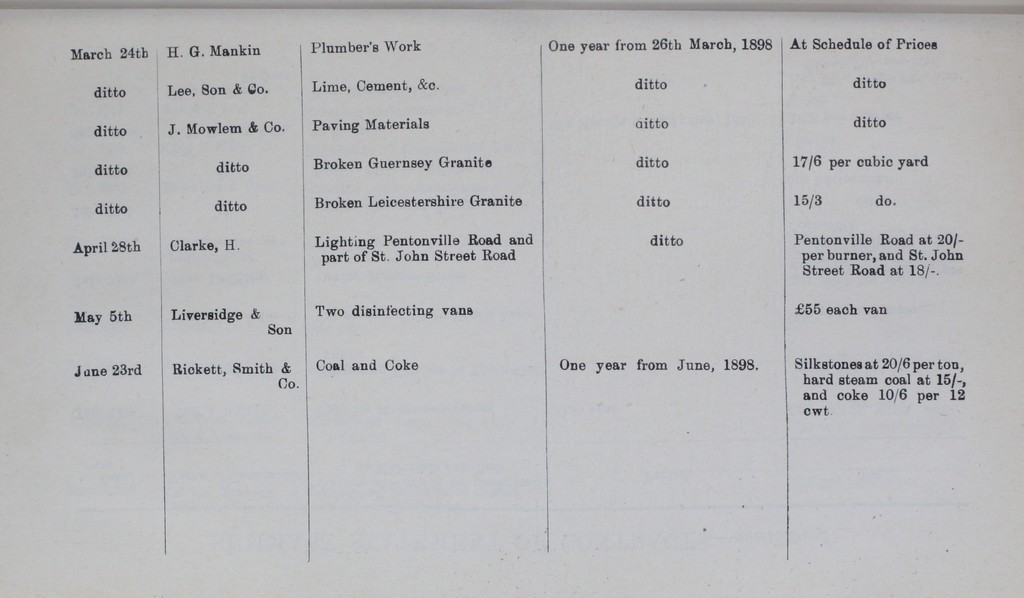 March 24th H. G. Mankin Plumber's Work One year from 26th March, 1898 At Schedule of Prices
ditto Lee, Son & Co. Lime, Cement, &c. ditto ditto
ditto J. Mowlem & Co. Paving Materials ditto ditto
ditto ditto Broken Guernsey Granite ditto 17/6 per cubic yard
ditto ditto Broken Leicestershire Granite ditto 15/3 do.
April 28th Clarke, H. Lighting Pentonville Road and ditto Pentonville Road at 20/-
part of St. John Street Road per burner, and St. John
Street Road at 18/-.
May 5th Liversidge & Two disinfecting vans £55 each van
Son
June 23rd Rickett, Smith & Coal and Coke One year from June, 1898. Silkstones at 20/6 per ton,
Co. hard steam coal at 15/-,
and coke 10/6 per 12
cwt.